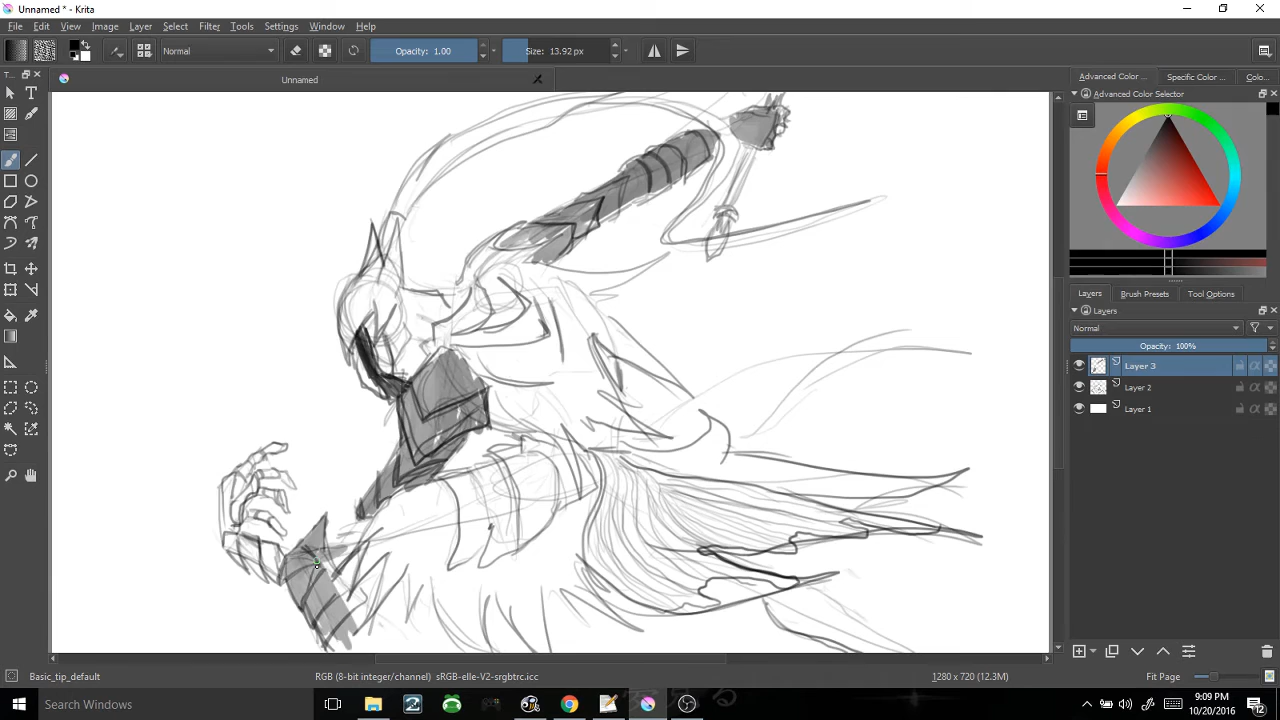 Unnamed * - Krita
File Edit View Image Layer Select Filter Tools Settings Window Help
Normal Opacity: 1.00 Size: 13.92 px
T... Unnamed Advanced Color ... Specific Color ... Colo...
Advanced Color Selector
Layers Brush Presets Tool Options
Layers
Normal
Opacity: 100%
Layer 3
Layer 2
Layer 1
Basic_tip_default RGB (8-bit integer/channel) sRGB-elle-V2-srgbtrc.icc 1280 x 720 (12.3M) Fit Page
Search Windows 9:09 PM
10/20/2016